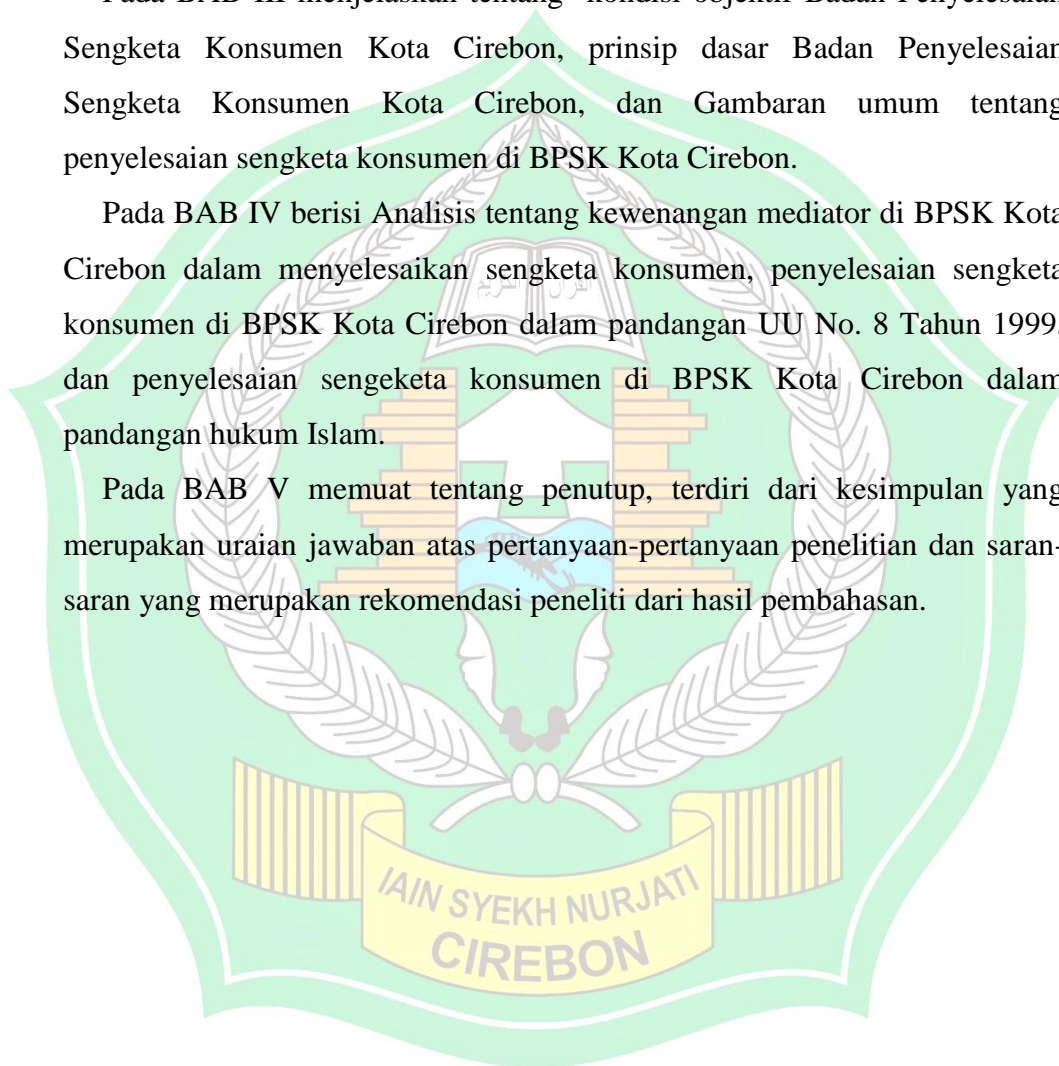 Pada BAB III menjelaskan tentang kondisi objektif Badan Penyelesaian
Sengketa Konsumen Kota Cirebon, prinsip dasar Badan Penyelesaian
Sengketa Konsumen Kota Cirebon, dan Gambaran umum tentang
penyelesaian sengketa konsumen di BPSK Kota Cirebon.
Pada BAB IV berisi Analisis tentang kewenangan mediator di BPSK Kota
Cirebon dalam menyelesaikan sengketa konsumen, penyelesaian sengketa
konsumen di BPSK Kota Cirebon dalam pandangan UU No. 8 Tahun 1999,
dan penyelesaian sengeketa konsumen di BPSK Kota Cirebon dalam
pandangan hukum Islam.
Pada BAB V memuat tentang penutup, terdiri dari kesimpulan yang
merupakan uraian jawaban atas pertanyaan-pertanyaan penelitian dan saran-
saran yang merupakan rekomendasi peneliti dari hasil pembahasan.
القرآن الكريم
IAIN SYEKH NURJATI
CIREBON